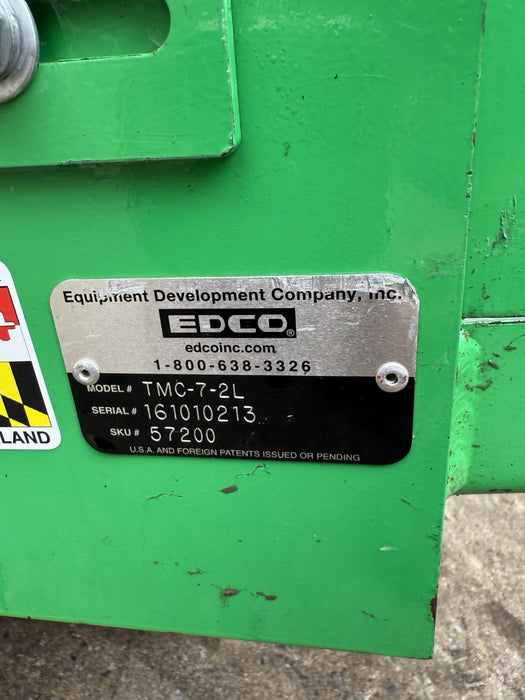 Equipment Development Company, Inc.
EDCO®
edcoinc.com
1-800-638-3326
MODEL # TMC-7-2L
SERIAL # 161010213
SKU # 57200
U.S.A. AND FOREIGN PATENTS ISSUED OR PENDING
LAND